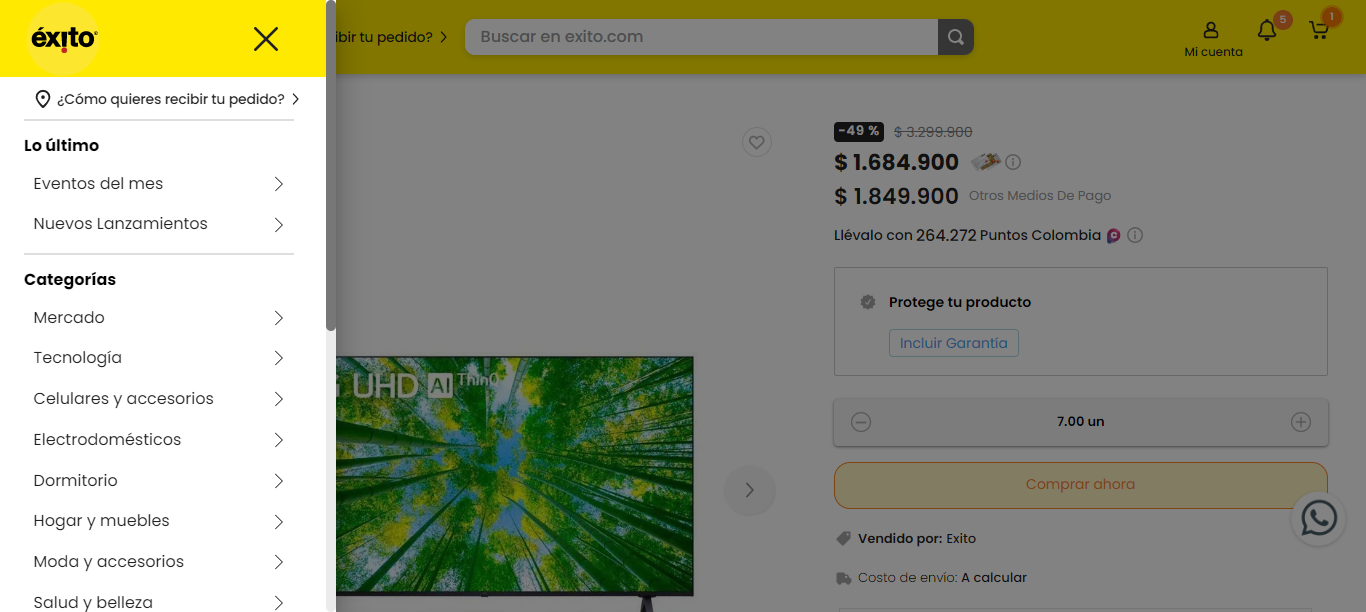 éxito
¿Cómo quieres recibir tu pedido?
Lo último
Eventos del mes
Nuevos Lanzamientos
Categorías
Mercado
Tecnología
Celulares y accesorios
Electrodomésticos
Dormitorio
Hogar y muebles
Moda y accesorios
Salud y belleza
ibir tu pedido?
Buscar en exito.com
Mi cuenta
5
1
-49 %
$ 3.299.900
$ 1.684.900
$ 1.849.900 Otros Medios De Pago
Llévalo con 264.272 Puntos Colombia
Protege tu producto
Incluir Garantía
7.00 un
Comprar ahora
Vendido por: Exito
Costo de envío: A calcular
UHD AI ThinQ